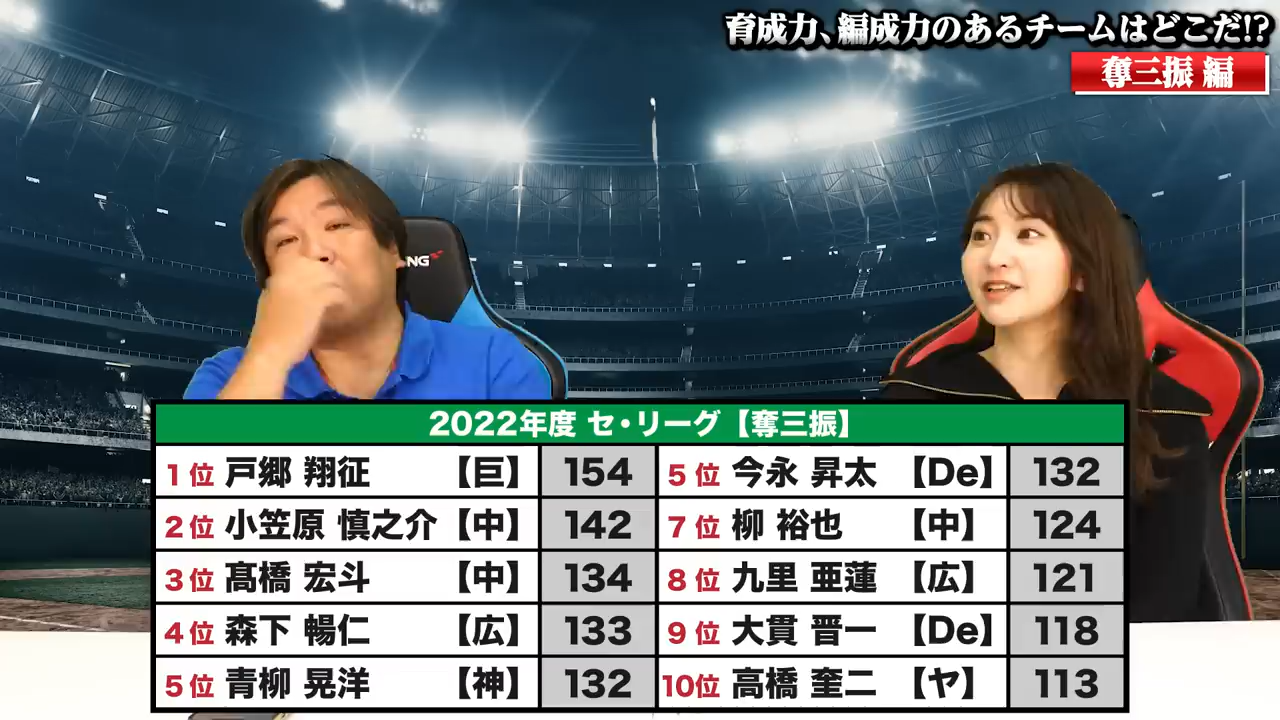 育成力、編成力のあるチームはどこだ!?
奪三振 編
NG
2022年度 セ・リーグ【奪三振】
1位 戸郷 翔征 【巨】 154
2位 小笠原 慎之介【中】 142
3位 髙橋 宏斗 【中】 134
4位 森下 暢仁 【広】 133
5位 青柳 晃洋 【神】 132
5位 今永 昇太 【De】 132
7位 柳 裕也 【中】 124
8位 九里 亜蓮 【広】 121
9位 大貫 晋一 【De】 118
10位 高橋 奎二 【ヤ】 113